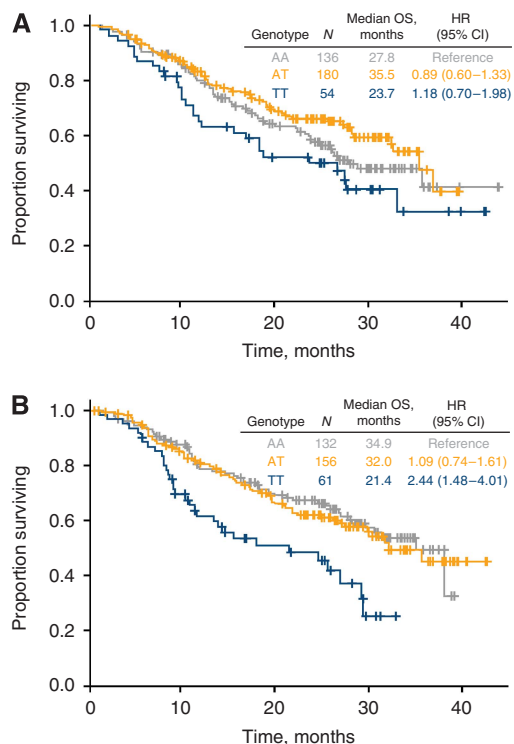 A
Genotype N Median OS, months HR (95% CI)
AA 136 27.8 Reference
AT 180 35.5 0.89 (0.60–1.33)
TT 54 23.7 1.18 (0.70–1.98)
Proportion surviving
1.0
0.8
0.6
0.4
0.2
0.0
0 10 20 30 40
Time, months
B
Genotype N Median OS, months HR (95% CI)
AA 132 34.9 Reference
AT 156 32.0 1.09 (0.74–1.61)
TT 61 21.4 2.44 (1.48–4.01)
Proportion surviving
1.0
0.8
0.6
0.4
0.2
0.0
0 10 20 30 40
Time, months